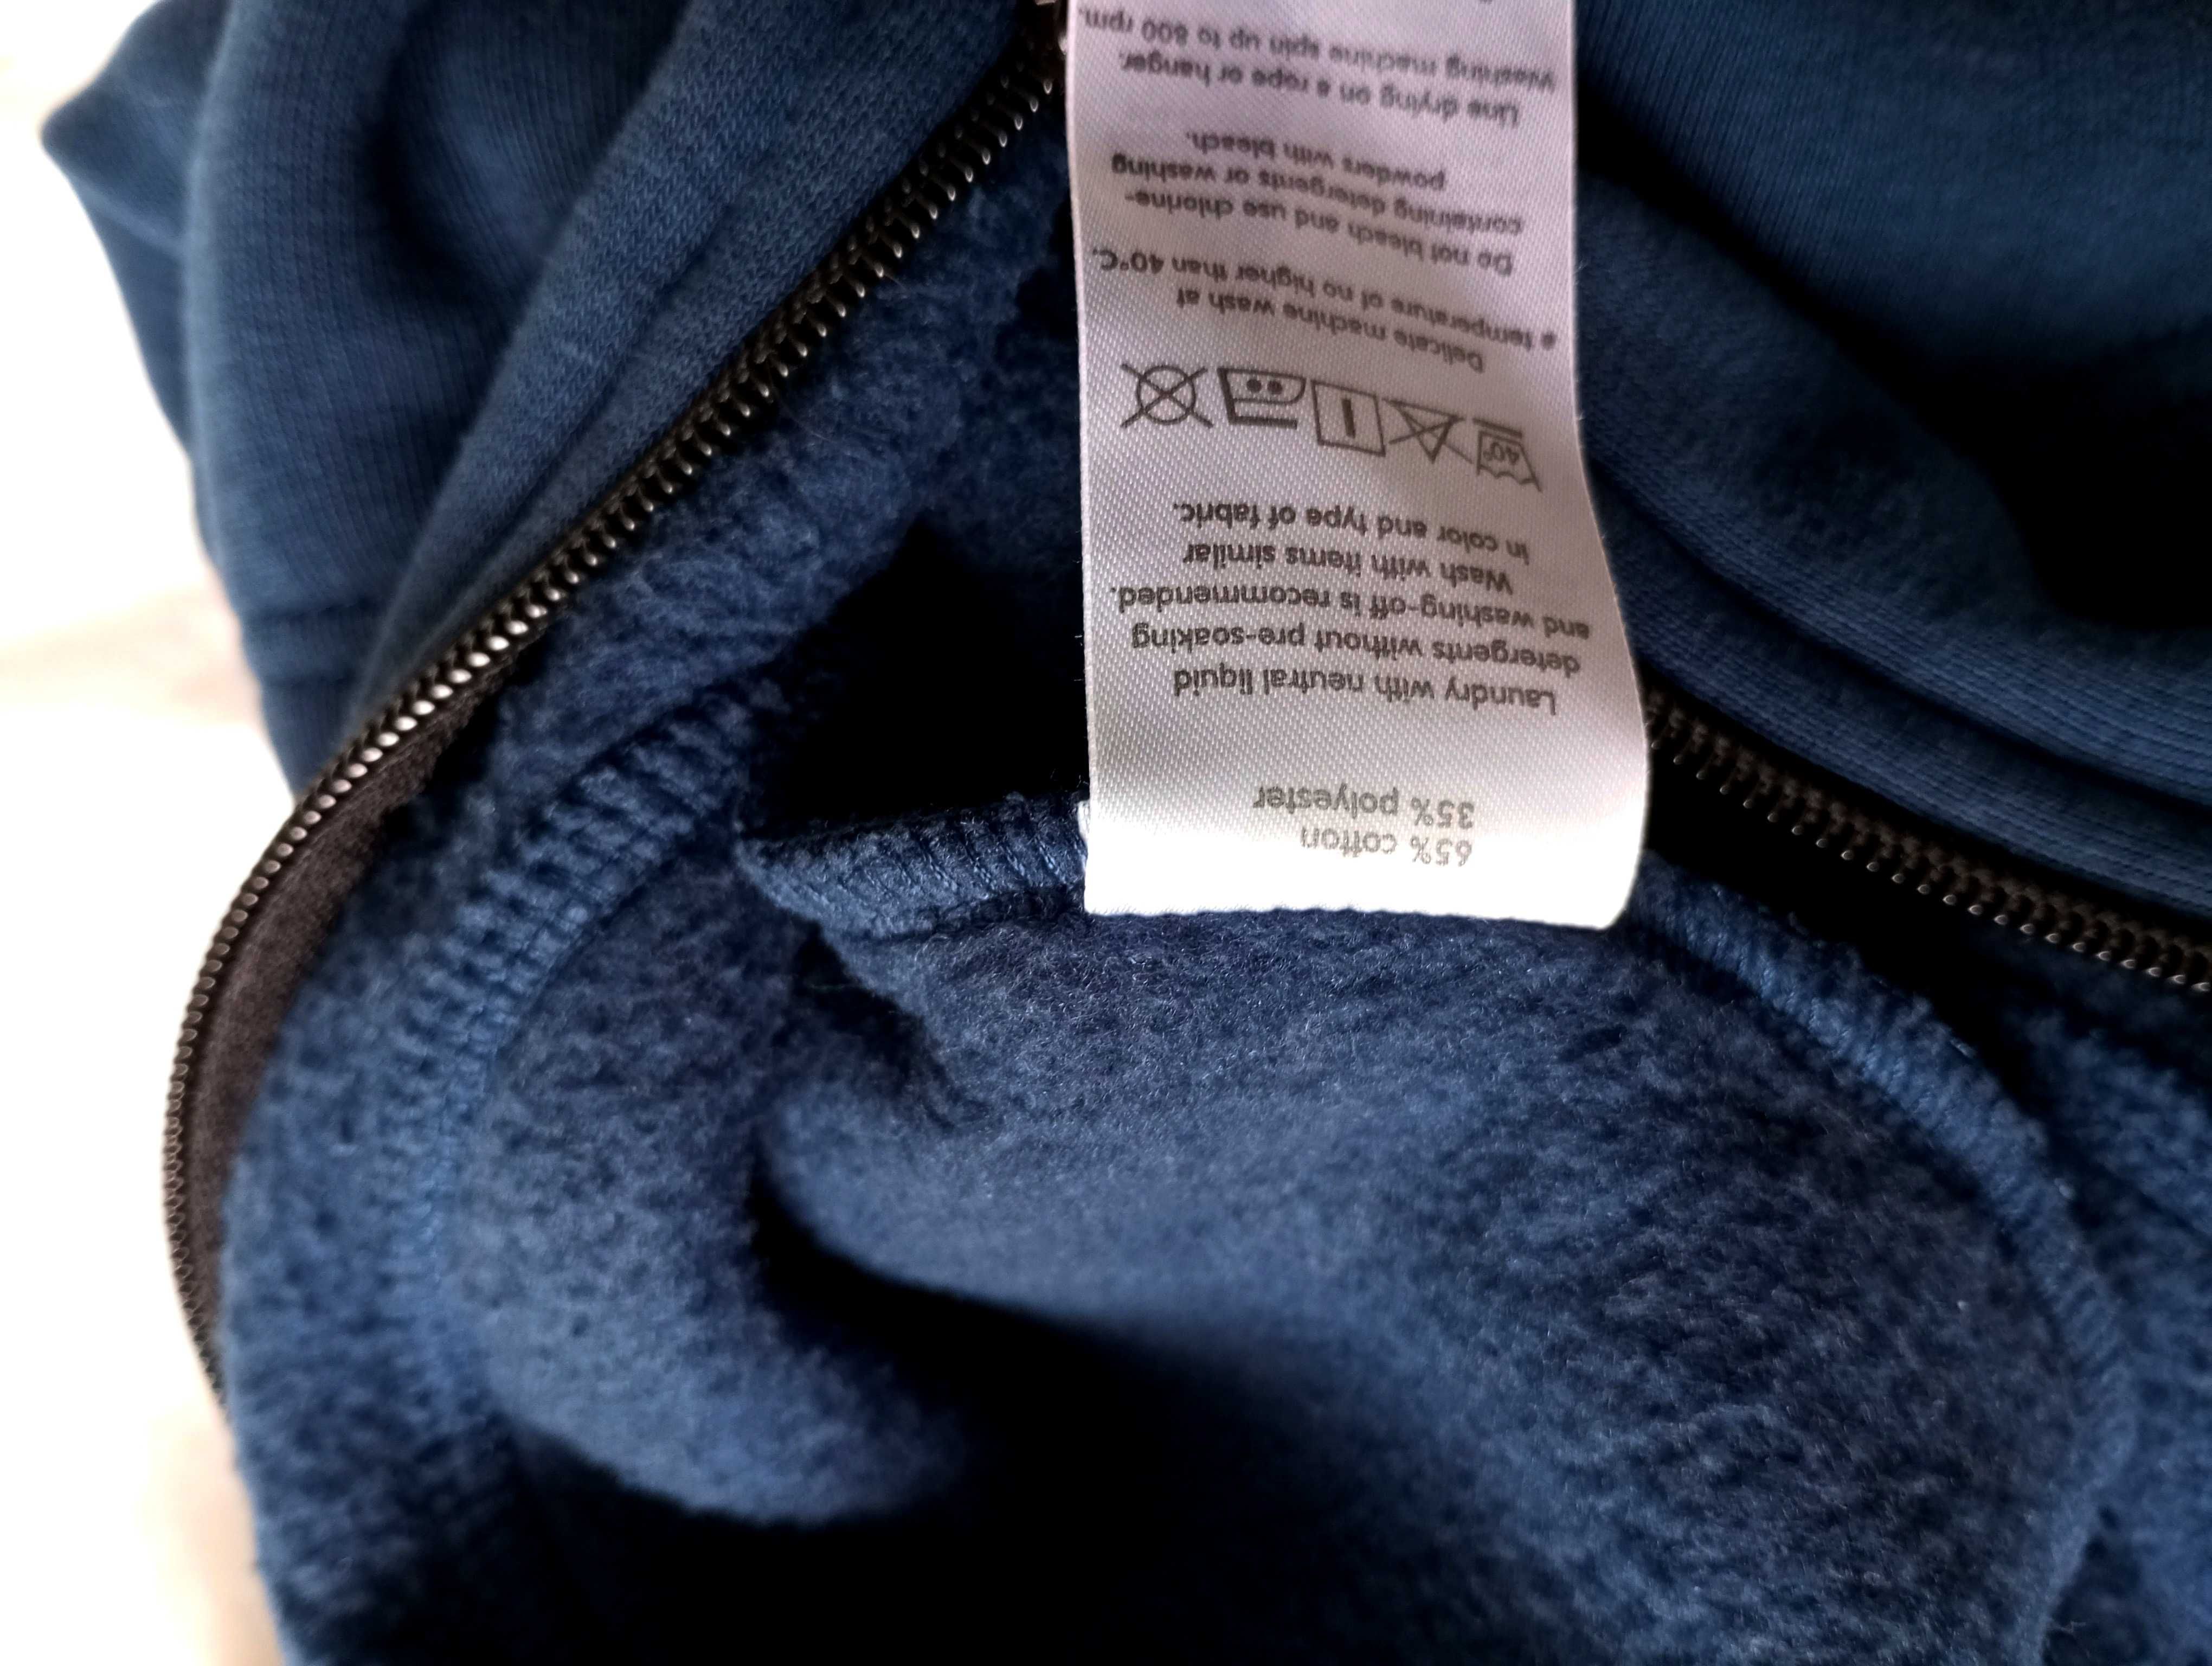 65% cotton
35% polyester
Laundry with neutral liquid
detergents without pre-soaking
and washing-off is recommended.
Wash with items similar
in color and type of fabric.
40°
Delicate machine wash at
a temperature of no higher than 40°C.
Do not bleach and use chlorine-
containing detergents or washing
powders with bleach.
Line drying on a rope or hanger.
Washing machine spin up to 800 rpm.